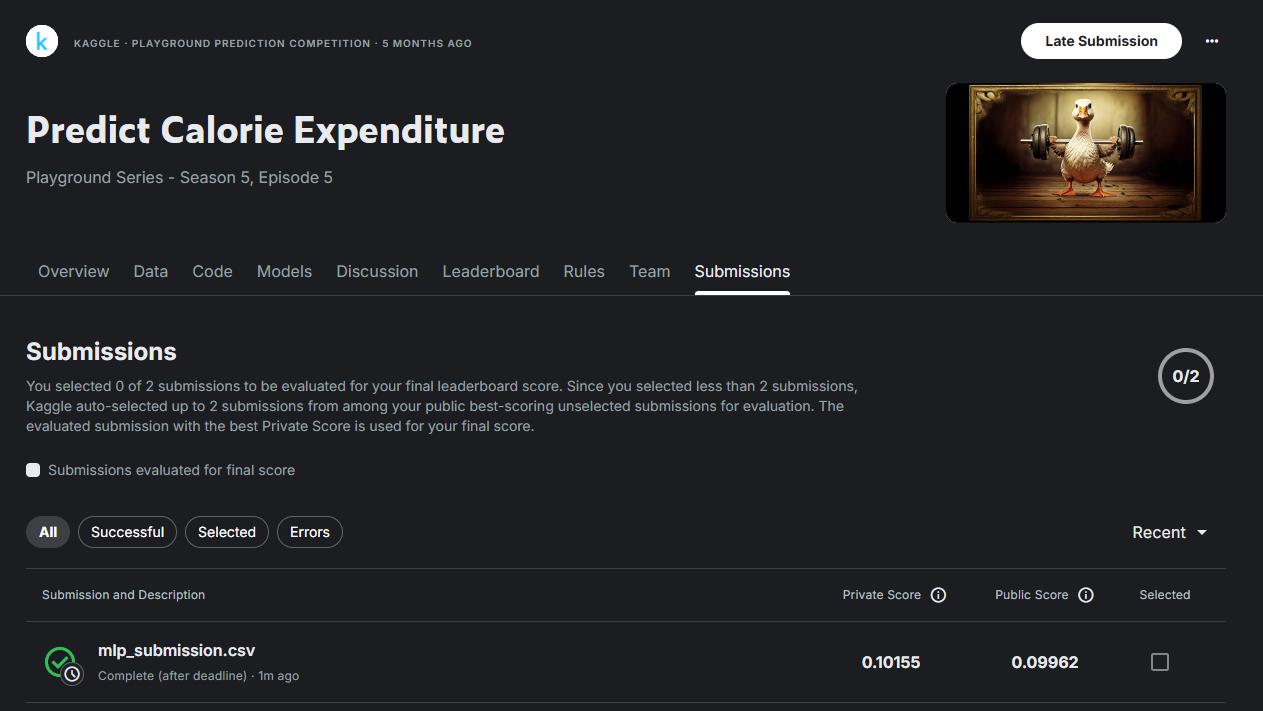 k
KAGGLE · PLAYGROUND PREDICTION COMPETITION · 5 MONTHS AGO
Late Submission
Predict Calorie Expenditure
Playground Series - Season 5, Episode 5
Overview Data Code Models Discussion Leaderboard Rules Team Submissions
Submissions
You selected 0 of 2 submissions to be evaluated for your final leaderboard score. Since you selected less than 2 submissions,
Kaggle auto-selected up to 2 submissions from among your public best-scoring unselected submissions for evaluation. The
evaluated submission with the best Private Score is used for your final score.
0/2
Submissions evaluated for final score
All Successful Selected Errors Recent
Submission and Description Private Score Public Score Selected
mlp_submission.csv
Complete (after deadline) · 1m ago
0.10155 0.09962